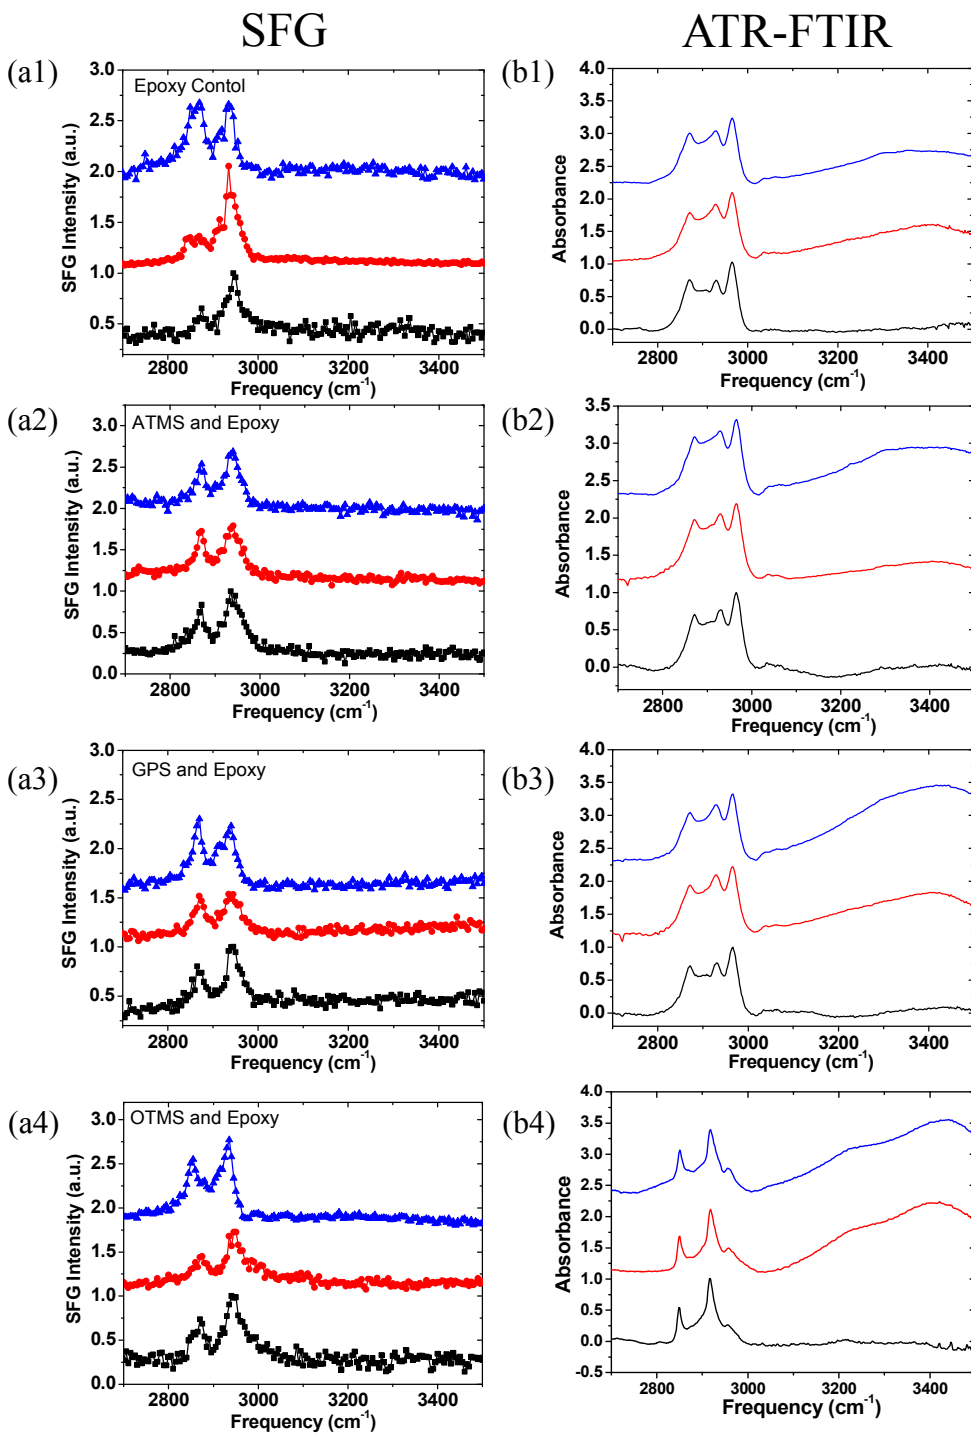 SFG
ATR-FTIR
(a1)
3.0
2.5
2.0
1.5
1.0
0.5
SFG Intensity (a.u.)
Epoxy Contol
2800 3000 3200 3400
Frequency (cm-1)
(b1)
4.0
3.5
3.0
2.5
2.0
1.5
1.0
0.5
0.0
Absorbance
2800 3000 3200 3400
Frequency (cm-1)
(a2)
3.0
2.5
2.0
1.5
1.0
0.5
0.0
SFG Intensity (a.u.)
ATMS and Epoxy
2800 3000 3200 3400
Frequency (cm-1)
(b2)
3.5
3.0
2.5
2.0
1.5
1.0
0.5
0.0
Absorbance
2800 3000 3200 3400
Frequency (cm-1)
(a3)
3.0
2.5
2.0
1.5
1.0
0.5
SFG Intensity (a.u.)
GPS and Epoxy
2800 3000 3200 3400
Frequency (cm-1)
(b3)
4.0
3.5
3.0
2.5
2.0
1.5
1.0
0.5
0.0
Absorbance
2800 3000 3200 3400
Frequency (cm-1)
(a4)
3.0
2.5
2.0
1.5
1.0
0.5
0.0
SFG Intensity (a.u.)
OTMS and Epoxy
2800 3000 3200 3400
Frequency (cm-1)
(b4)
4.0
3.5
3.0
2.5
2.0
1.5
1.0
0.5
0.0
-0.5
Absorbance
2800 3000 3200 3400
Frequency (cm-1)